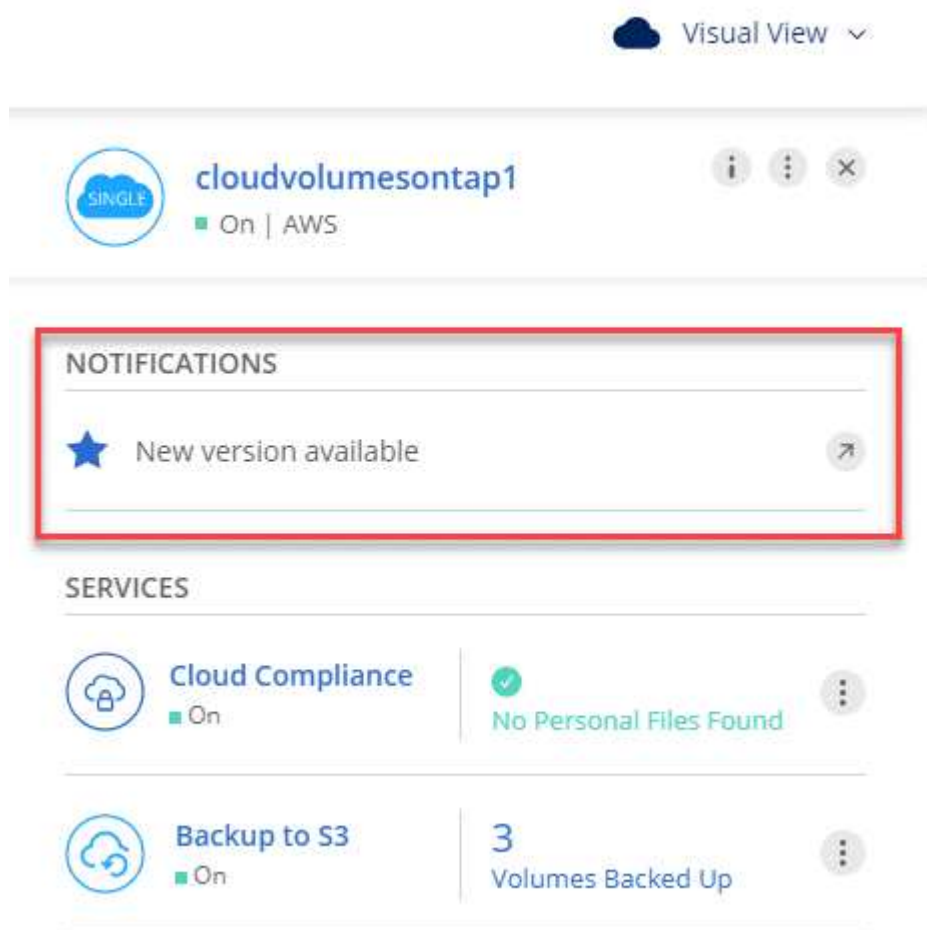 Visual View
SINGLE
cloudvolumesontap1
On | AWS
NOTIFICATIONS
New version available
SERVICES
Cloud Compliance
On
No Personal Files Found
Backup to S3
On
3
Volumes Backed Up